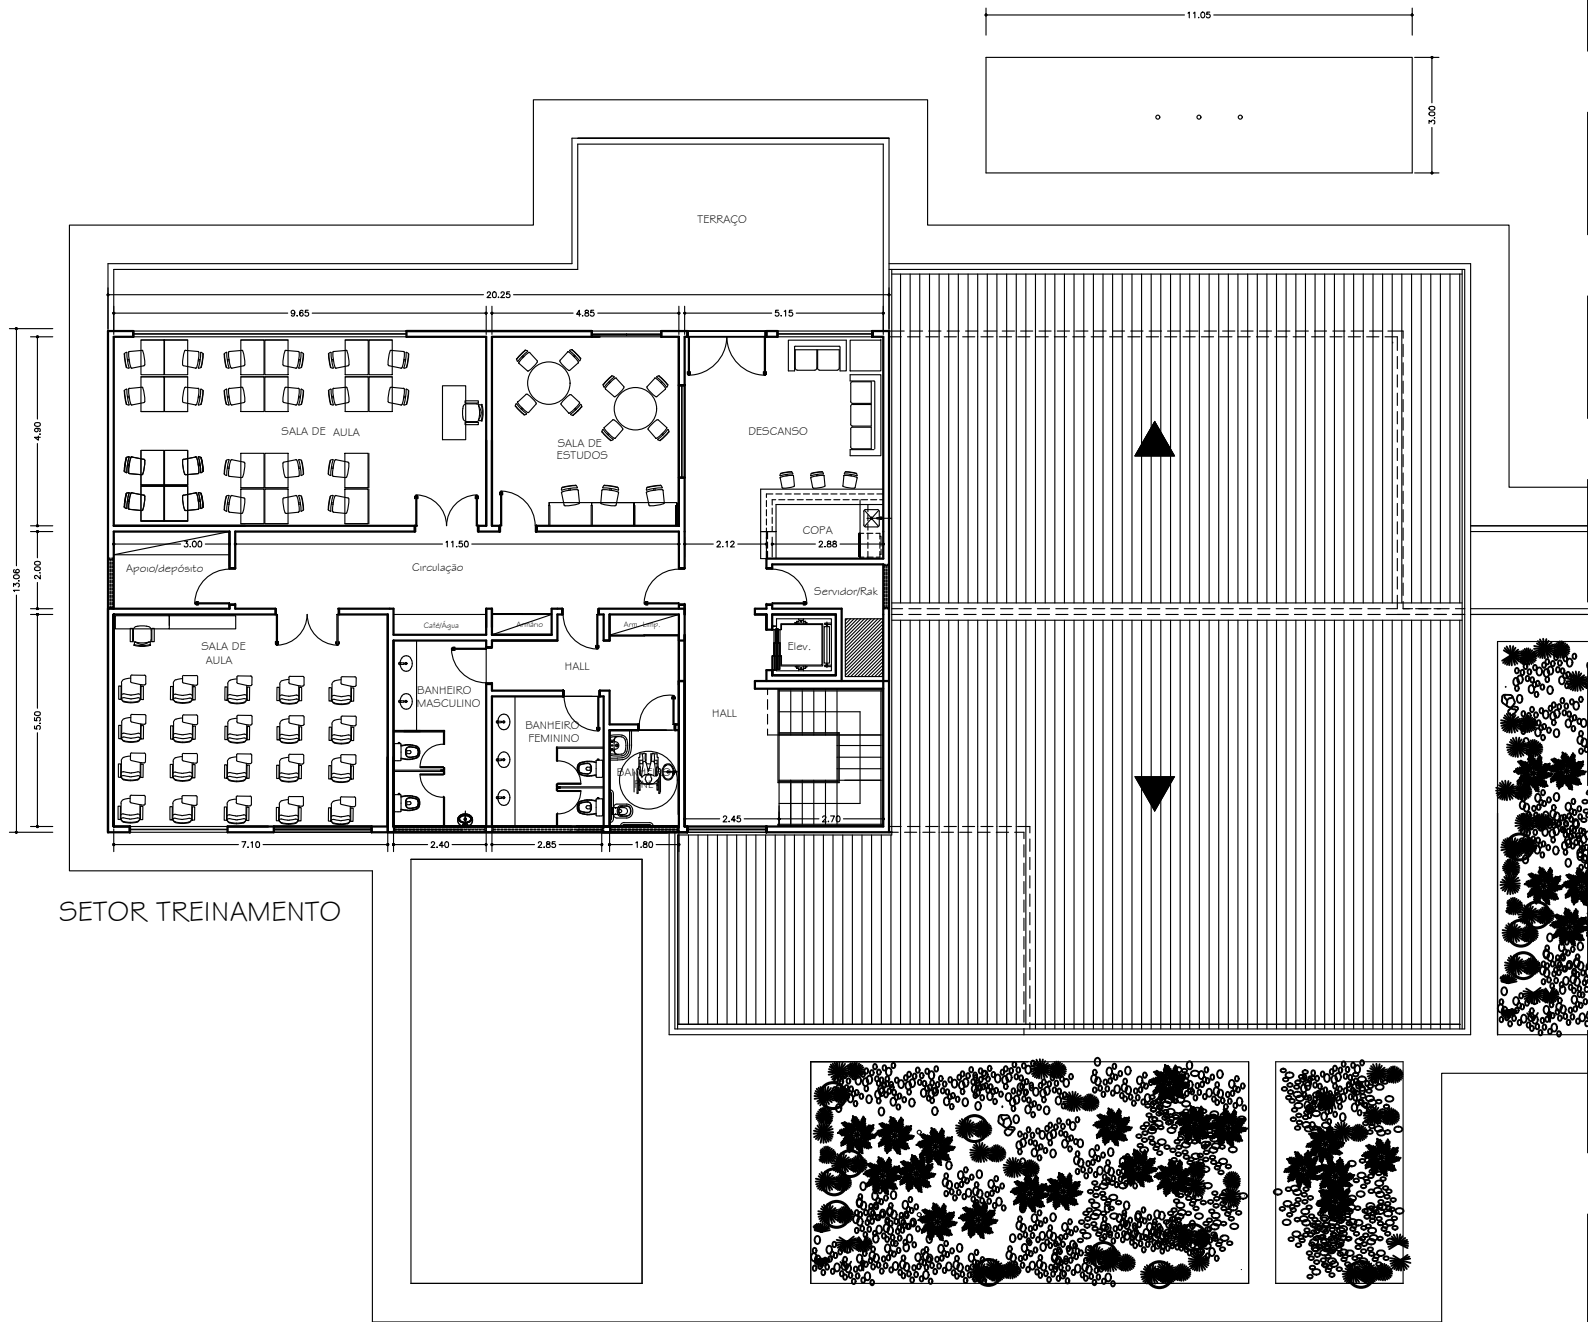 11.05
3.00
TERRAÇO
20.25
9.65
4.85
5.15
4.90
SALA DE AULA
SALA DE
ESTUDOS
DESCANSO
COPA
3.00
11.50
2.12
2.88
13.06
2.00
Apoio/depósito
Circulação
Servidor/Rak
Café/Água
Armário
Arm. Limp.
SALA DE
AULA
HALL
Elev.
5.50
BANHEIRO
MASCULINO
BANHEIRO
FEMININO
HALL
BANHEIRO
2.45
2.70
7.10
2.40
2.85
1.80
SETOR TREINAMENTO